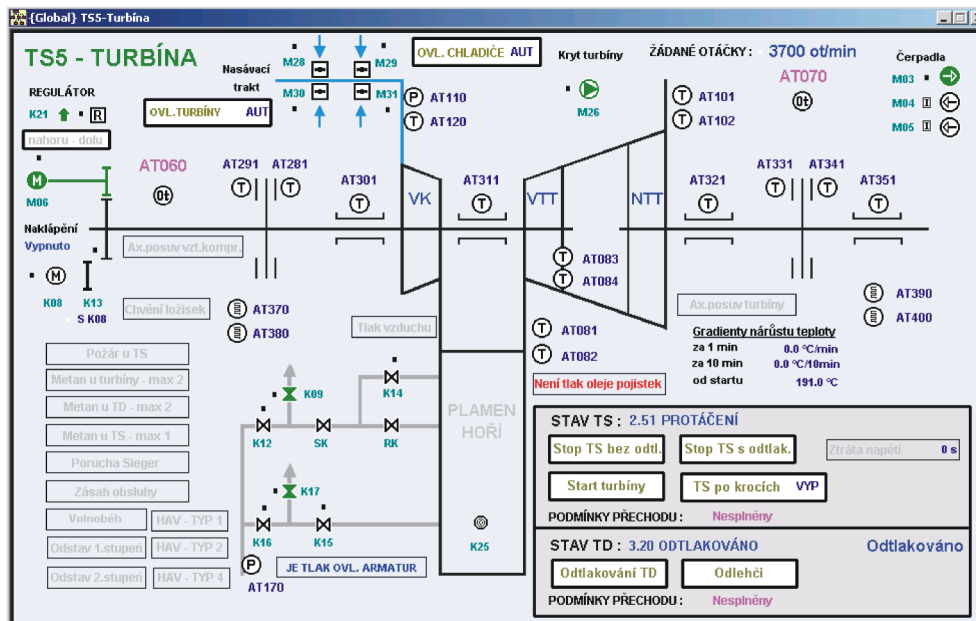 {Global} TS5-Turbína
TS5 - TURBÍNA
REGULÁTOR
K21
R
nahoru - dolu
M
M06
Naklápění
Vypnuto
M
K08
K13
S K08
OVL.TURBÍNY AUT
Nasávací
trakt
M28
M29
M30
M31
OVL. CHLADIČE AUT
P AT110
T AT120
Kryt turbíny
M26
ŽÁDANÉ OTÁČKY : 3700 ot/min
AT070
Ot
Čerpadla
M03
M04 I
M05 I
T AT101
T AT102
AT060
Ot
AT291
T
AT281
T
AT301
T
VK
AT311
T
VTT
NTT
AT321
T
AT331
T
AT341
T
AT351
T
T AT083
T AT084
Ax.posuv vzt.kompr.
Chvění ložisek
AT370
AT380
Tlak vzduchu
T AT081
T AT082
Není tlak oleje pojistek
Ax.posuv turbíny
AT390
AT400
Gradienty nárůstu teploty
za 1 min 0.0 °C/min
za 10 min 0.0 °C/10min
od startu 191.0 °C
Požár u TS
Metan u turbíny - max 2
Metan u TD - max 2
Metan u TS - max 1
Porucha Sieger
Zásah obsluhy
Volnoběh
HAV - TYP 1
Odstav 1.stupeň
HAV - TYP 2
Odstav 2.stupeň
HAV - TYP 4
K09
K14
K12
SK
RK
K17
K16
K15
P
AT170
JE TLAK OVL. ARMATUR
PLAMEN
HOŘÍ
K25
STAV TS : 2.51 PROTÁČENÍ
Stop TS bez odtl.
Stop TS s odtlak.
Ztráta napětí 0 s
Start turbíny
TS po krocích VYP
PODMÍNKY PŘECHODU : Nesplněny
STAV TD : 3.20 ODTLAKOVÁNO
Odtlakováno
Odtlakování TD
Odlehči
PODMÍNKY PŘECHODU : Nesplněny